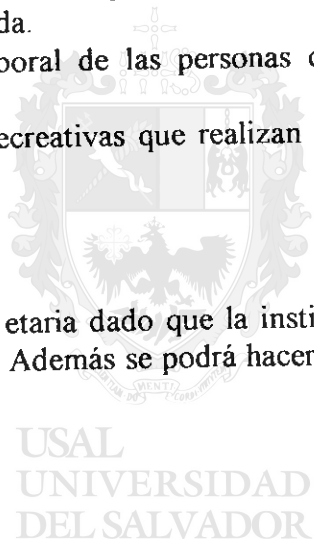 da.
boral de las personas c
ecreativas que realizan
etaria dado que la insti
Además se podrá hacer
USAL
UNIVERSIDAD
DEL SALVADOR